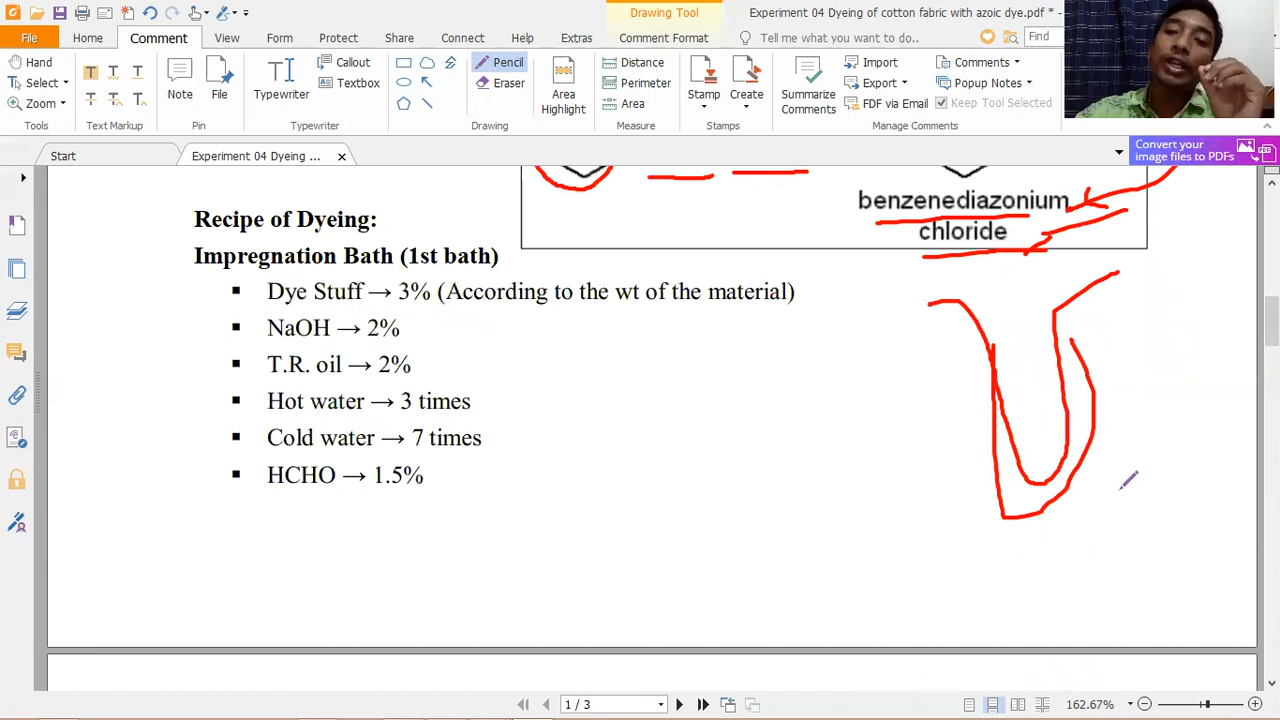 Drawing Tool
Experiment 04 Dyeing of cotton fabric with azoic dye.pdf *
File
Home
Comment
View
Form
Protect
Connect
Help
Extras
Comment Format
Tell me what you want to do..
Find
Hand
Select
Zoom
Tools
Text Markup
Note
File
Pin
Typewriter
Callout
Textbox
Typewriter
Pencil
Eraser
Drawing
Area
Highlight
Distance
Perimeter
Area
Measure
Stamp
Create
Stamps
Summarize
Comments
Import
Export
FDF via Email
Comments
Popup Notes
Keep Tool Selected
Manage Comments
Start
Experiment 04 Dyeing ...
Convert your
image files to PDFs
benzenediazonium
chloride
Recipe of Dyeing:
Impregnation Bath (1st bath)
▪ Dye Stuff → 3% (According to the wt of the material)
▪ NaOH → 2%
▪ T.R. oil → 2%
▪ Hot water → 3 times
▪ Cold water → 7 times
▪ HCHO → 1.5%
1 / 3
162.67%